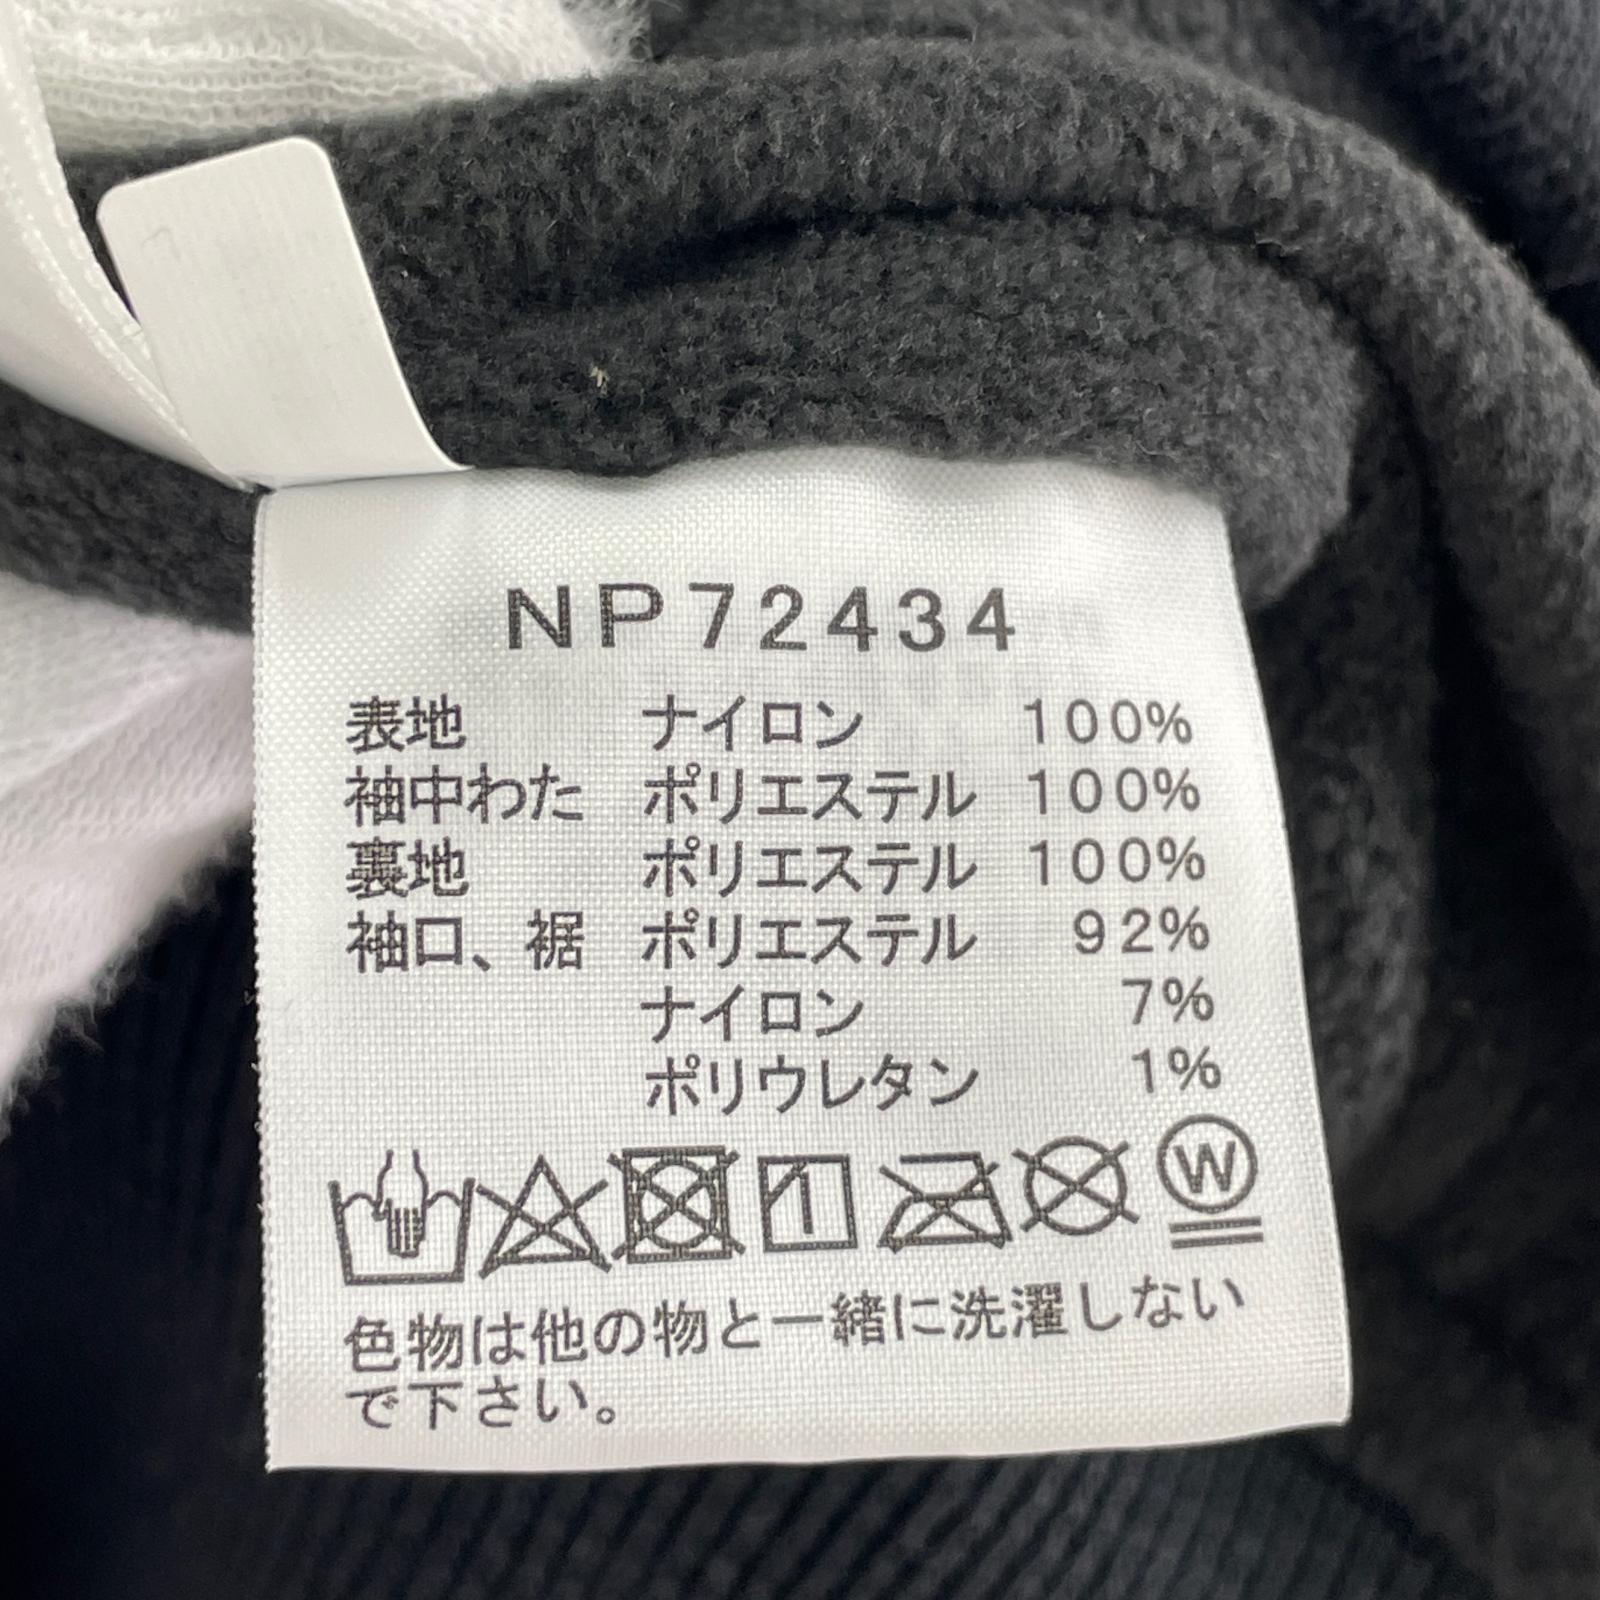 NP72434
表地 ナイロン 100%
袖中わた ポリエステル 100%
裏地 ポリエステル 100%
袖口、裾 ポリエステル 92%
ナイロン 7%
ポリウレタン 1%
W
色物は他の物と一緒に洗濯しない
で下さい。